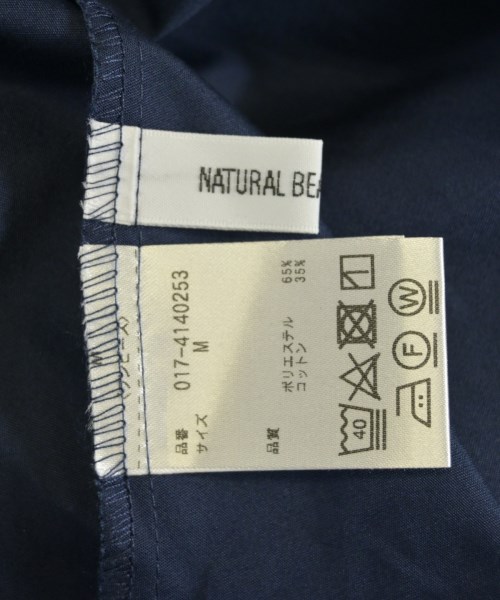 NATURAL BEA
品番 017-4140253
サイズ M
品質 ポリエステル 65%
コットン 35%
40
W
F